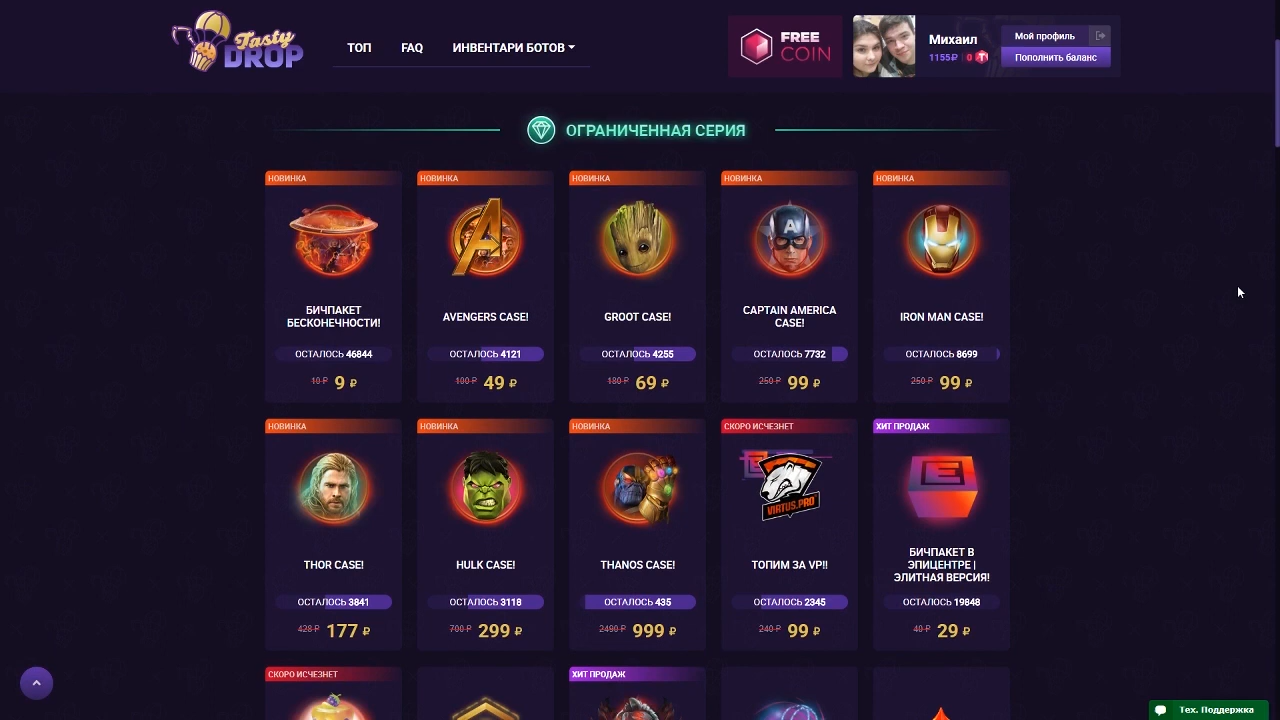 Tasty
DROP
ТОП
FAQ
ИНВЕНТАРИ БОТОВ
FREE
COIN
Михаил
1155₽ 0 T
Мой профиль
Пополнить баланс
ОГРАНИЧЕННАЯ СЕРИЯ
НОВИНКА
БИЧПАКЕТ
БЕСКОНЕЧНОСТИ!
ОСТАЛОСЬ 46844
10 ₽ 9 ₽
НОВИНКА
AVENGERS CASE!
ОСТАЛОСЬ 4121
100 ₽ 49 ₽
НОВИНКА
GROOT CASE!
ОСТАЛОСЬ 4255
180 ₽ 69 ₽
НОВИНКА
A
CAPTAIN AMERICA
CASE!
ОСТАЛОСЬ 7732
250 ₽ 99 ₽
НОВИНКА
IRON MAN CASE!
ОСТАЛОСЬ 8699
250 ₽ 99 ₽
НОВИНКА
THOR CASE!
ОСТАЛОСЬ 3841
428 ₽ 177 ₽
НОВИНКА
HULK CASE!
ОСТАЛОСЬ 3118
700 ₽ 299 ₽
НОВИНКА
THANOS CASE!
ОСТАЛОСЬ 435
2490 ₽ 999 ₽
СКОРО ИСЧЕЗНЕТ
VIRTUS.PRO
ТОПИМ ЗА VP!!
ОСТАЛОСЬ 2345
240 ₽ 99 ₽
ХИТ ПРОДАЖ
БИЧПАКЕТ В
ЭПИЦЕНТРЕ |
ЭЛИТНАЯ ВЕРСИЯ!
ОСТАЛОСЬ 19848
40 ₽ 29 ₽
СКОРО ИСЧЕЗНЕТ
ХИТ ПРОДАЖ
Тех. Поддержка